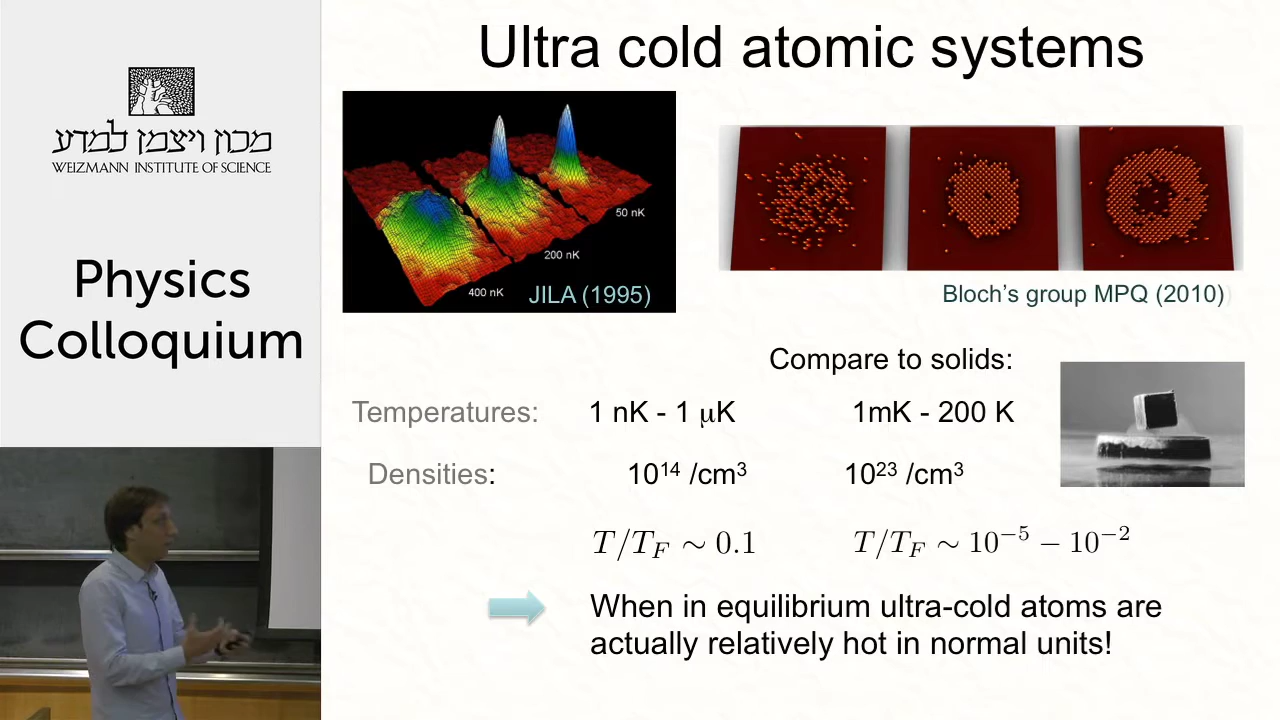 מכון ויצמן למדע
WEIZMANN INSTITUTE OF SCIENCE
Physics
Colloquium
Ultra cold atomic systems
50 nK
200 nK
400 nK
JILA (1995)
Bloch's group MPQ (2010)
Compare to solids:
Temperatures: 1 nK - 1 μK 1mK - 200 K
Densities: 10¹⁴ /cm³ 10²³ /cm³
T/T_F ∼ 0.1 T/T_F ∼ 10⁻⁵ − 10⁻²
When in equilibrium ultra-cold atoms are
actually relatively hot in normal units!